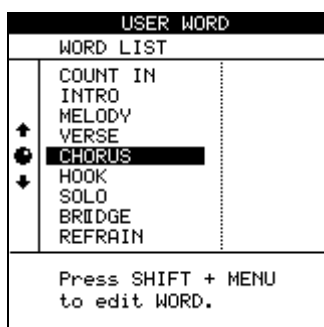 USER WORD
WORD LIST
COUNT IN
INTRO
MELODY
VERSE
CHORUS
HOOK
SOLO
BRIDGE
REFRAIN
Press SHIFT + MENU
to edit WORD.